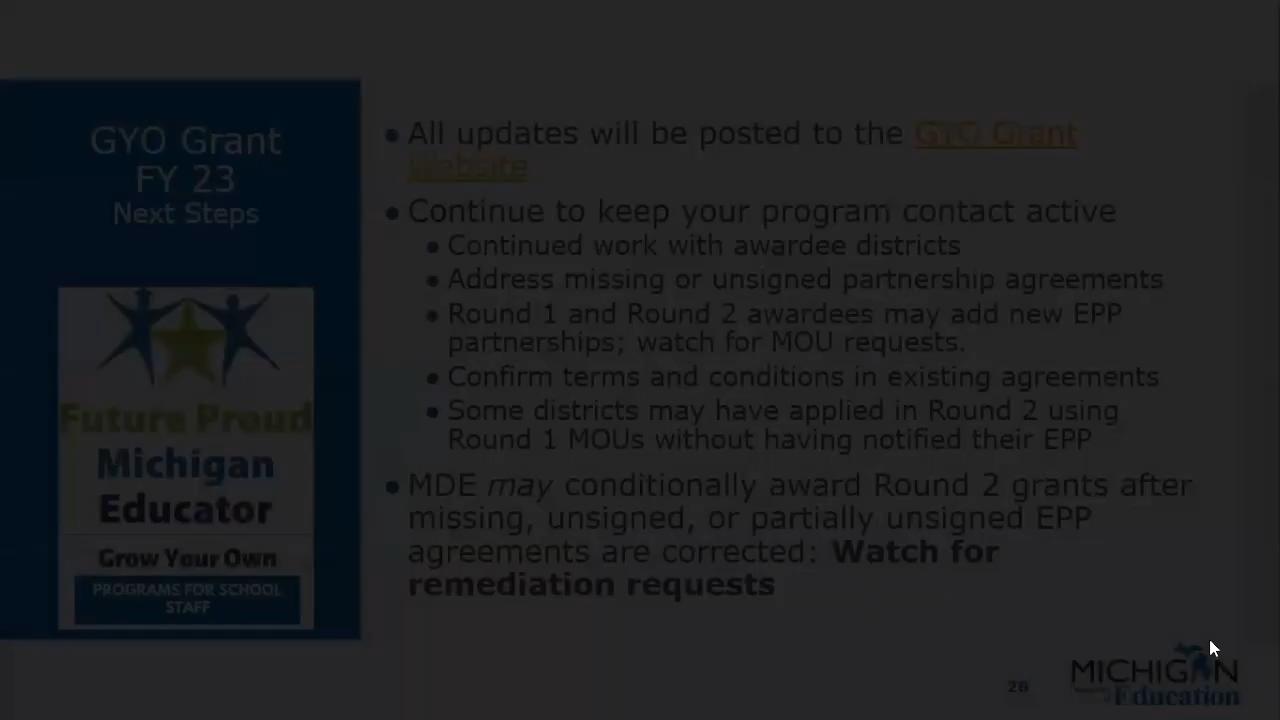 GYO Grant
FY 23
Next Steps
Future Proud
Michigan
Educator
Grow Your Own
PROGRAMS FOR SCHOOL
STAFF
• All updates will be posted to the GYO Grant
Website
• Continue to keep your program contact active
• Continued work with awardee districts
• Address missing or unsigned partnership agreements
• Round 1 and Round 2 awardees may add new EPP
partnerships; watch for MOU requests.
• Confirm terms and conditions in existing agreements
• Some districts may have applied in Round 2 using
Round 1 MOUs without having notified their EPP
• MDE may conditionally award Round 2 grants after
missing, unsigned, or partially unsigned EPP
agreements are corrected: Watch for
remediation requests
MICHIGAN
Education